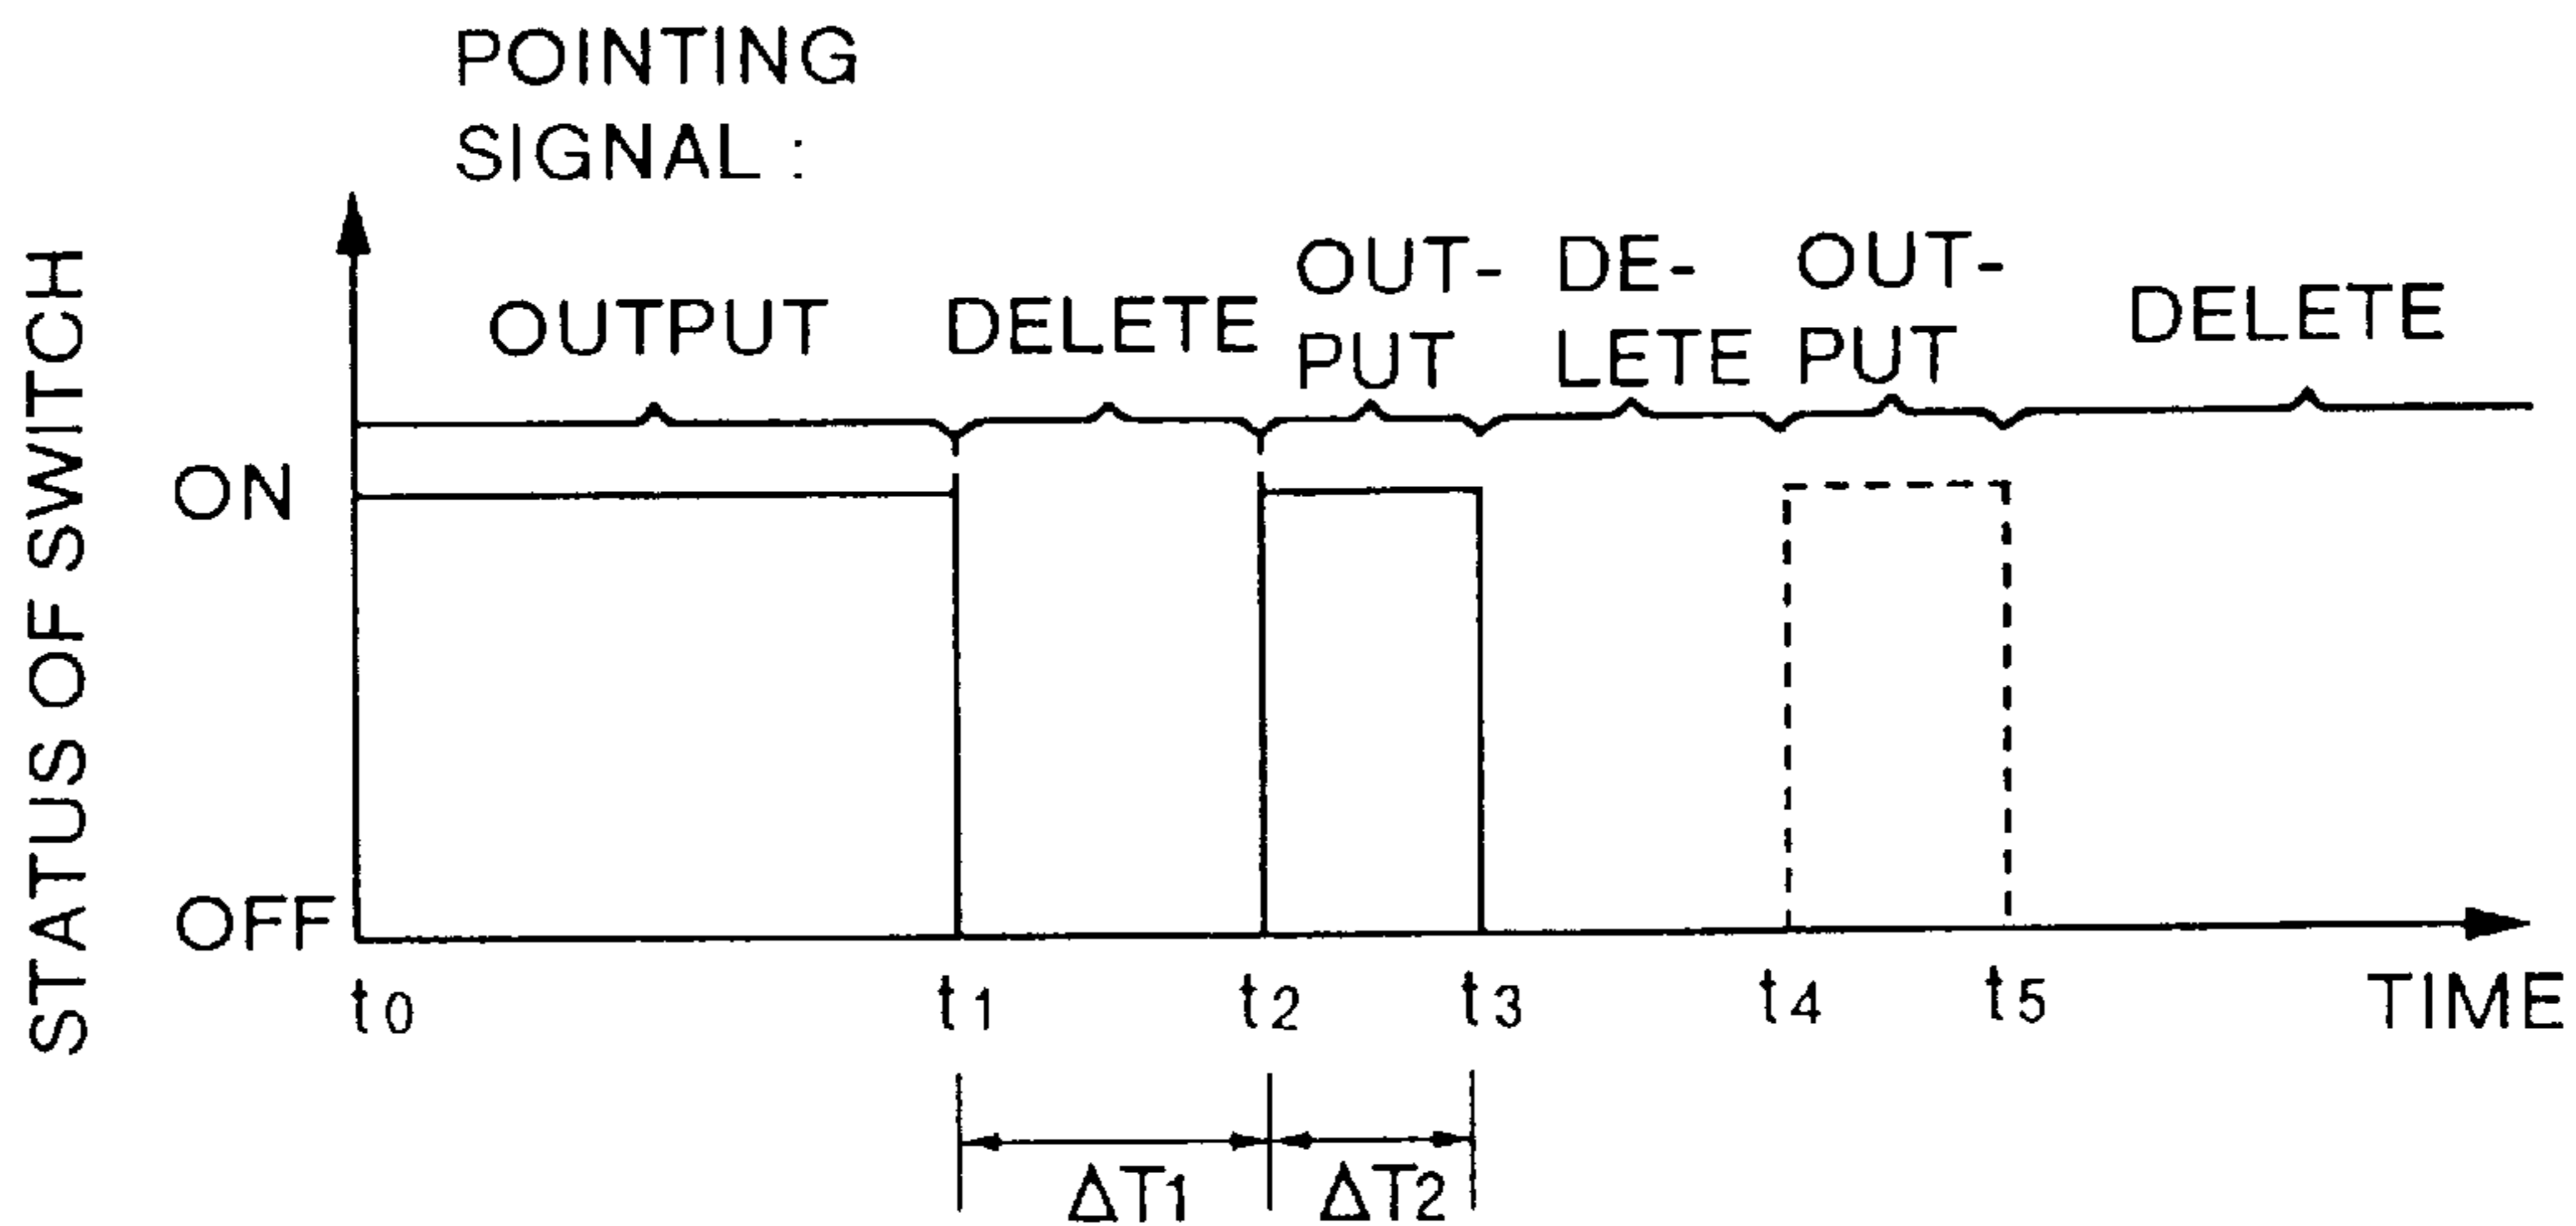 POINTING
SIGNAL :
OUTPUT
DELETE
OUT-
PUT
DE-
LETE
OUT-
PUT
DELETE
STATUS OF SWITCH
ON
OFF
t0
t1
t2
t3
t4
t5
TIME
ΔT1
ΔT2